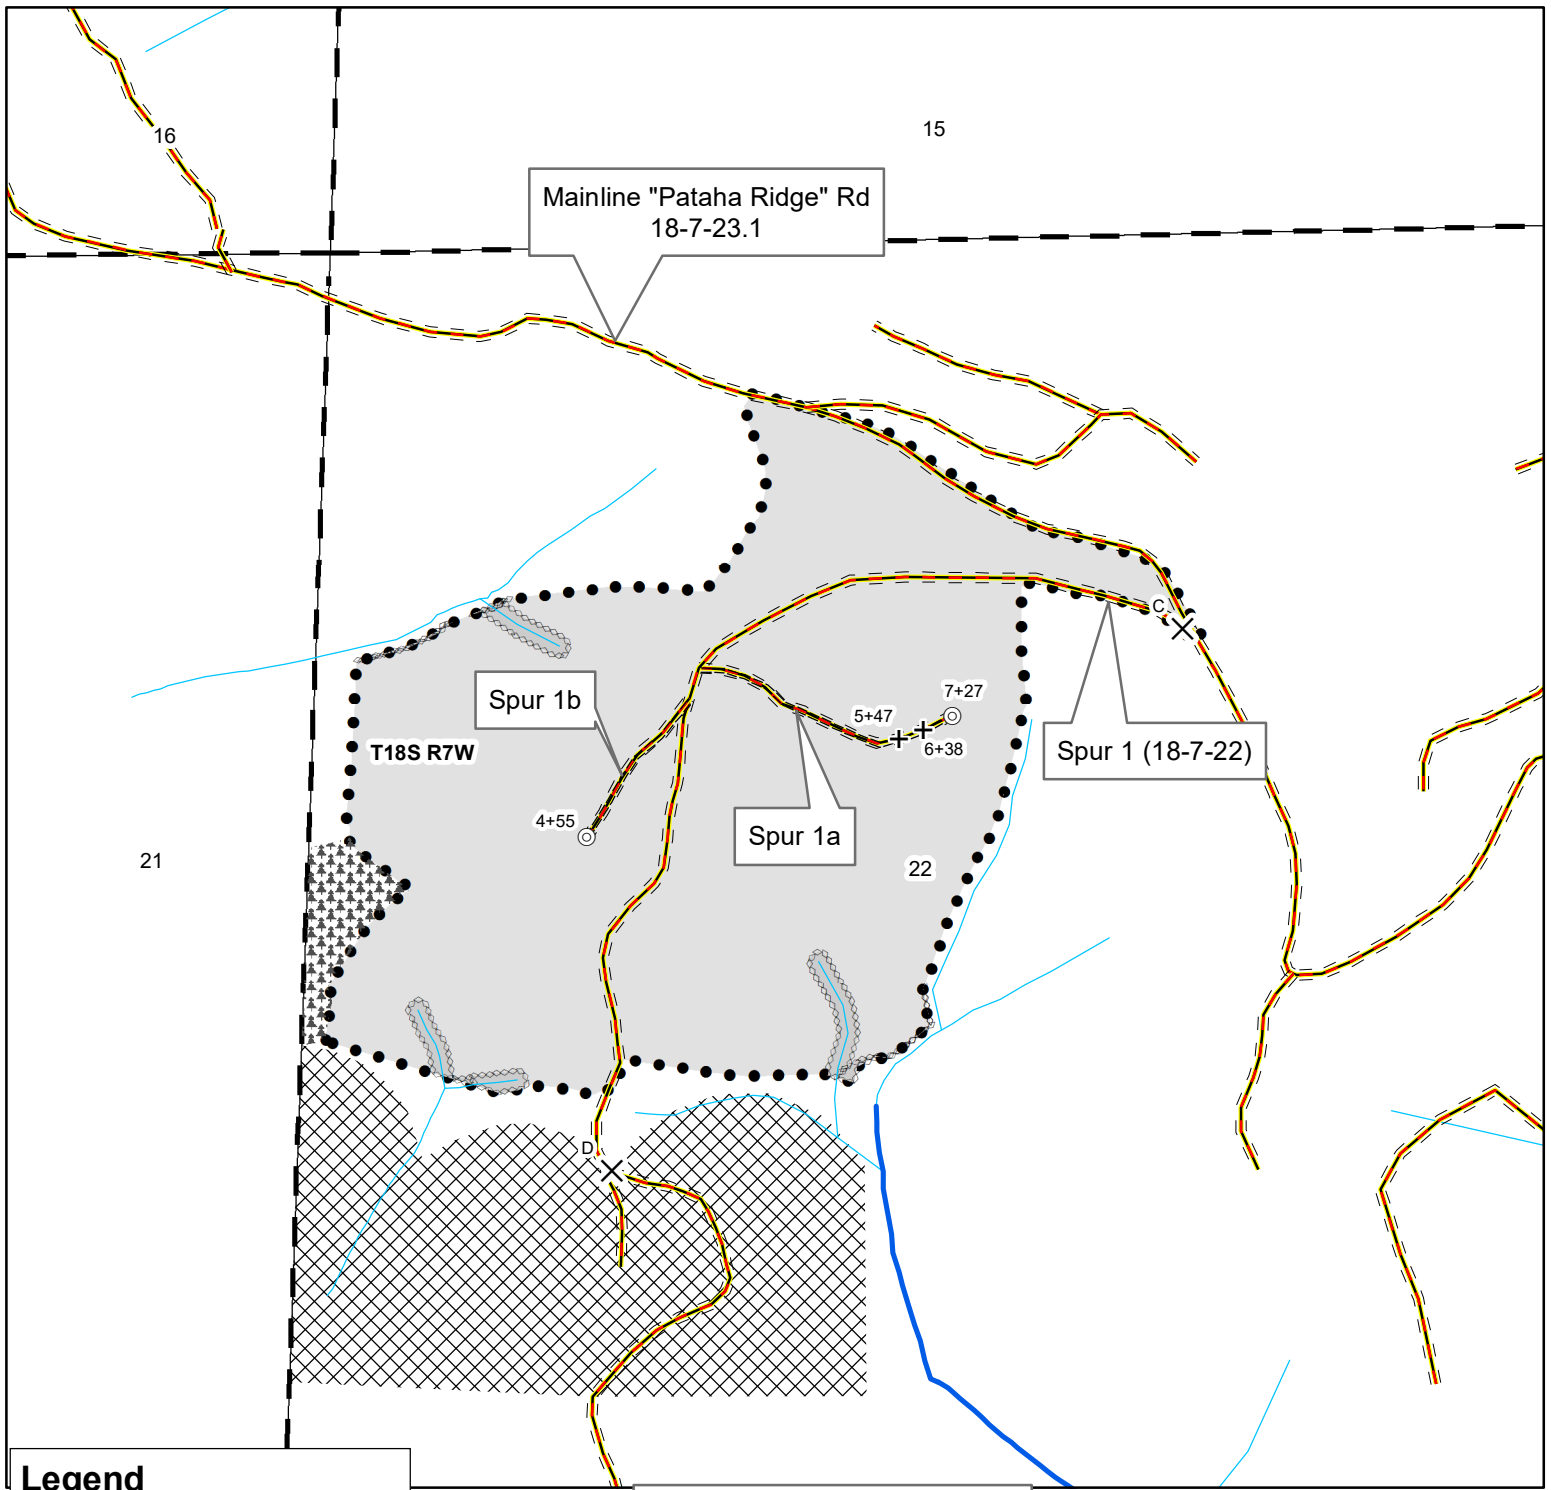 16
15
Mainline "Pataha Ridge" Rd
18-7-23.1
C
Spur 1b
7+27
5+47
6+38
T18S R7W
Spur 1 (18-7-22)
4+55
Spur 1a
21
22
D
Legend